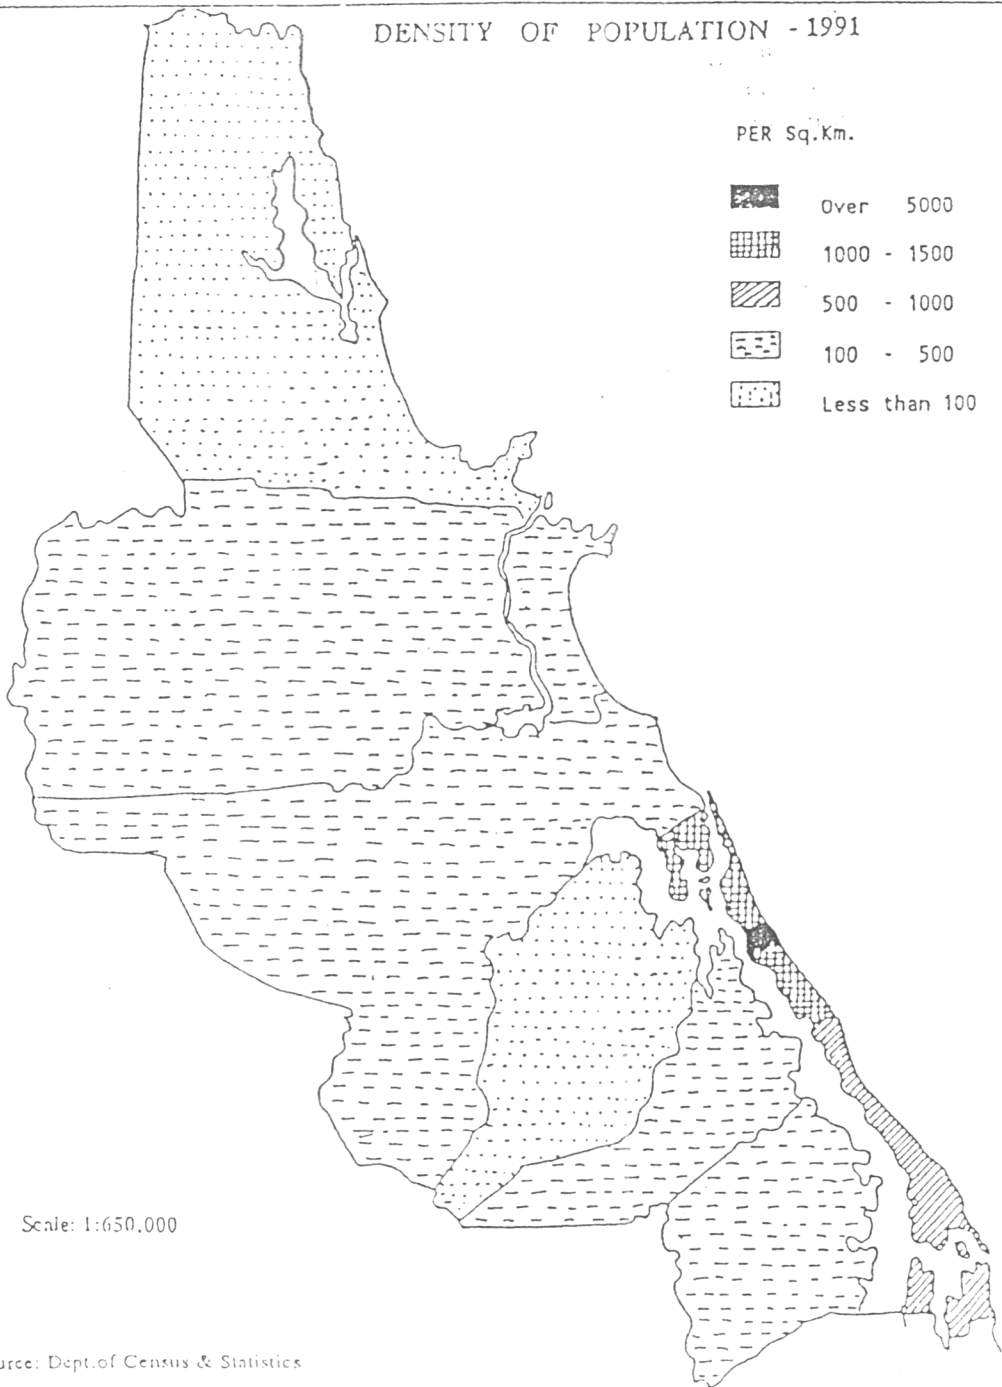 DENSITY OF POPULATION - 1991
PER Sq.Km.
Over 5000
1000 - 1500
500 - 1000
100 - 500
Less than 100
Scale: 1:650,000
urce: Dept.of Census & Statistics